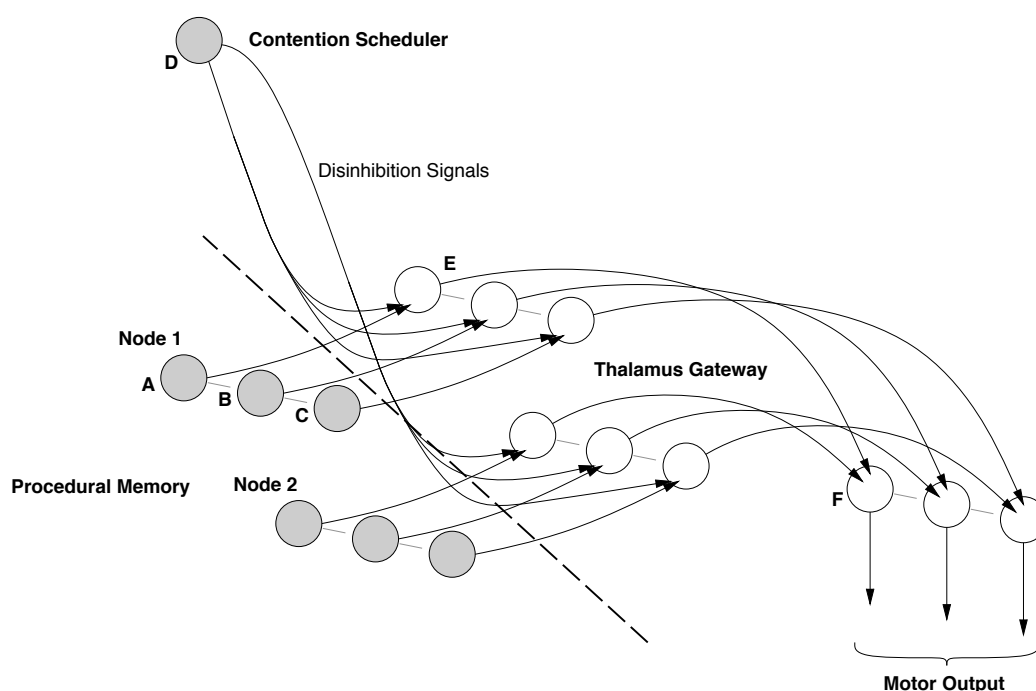 Contention Scheduler
D
Disinhibition Signals
E
Node 1
A
B
C
Thalamus Gateway
Procedural Memory
Node 2
F
Motor Output